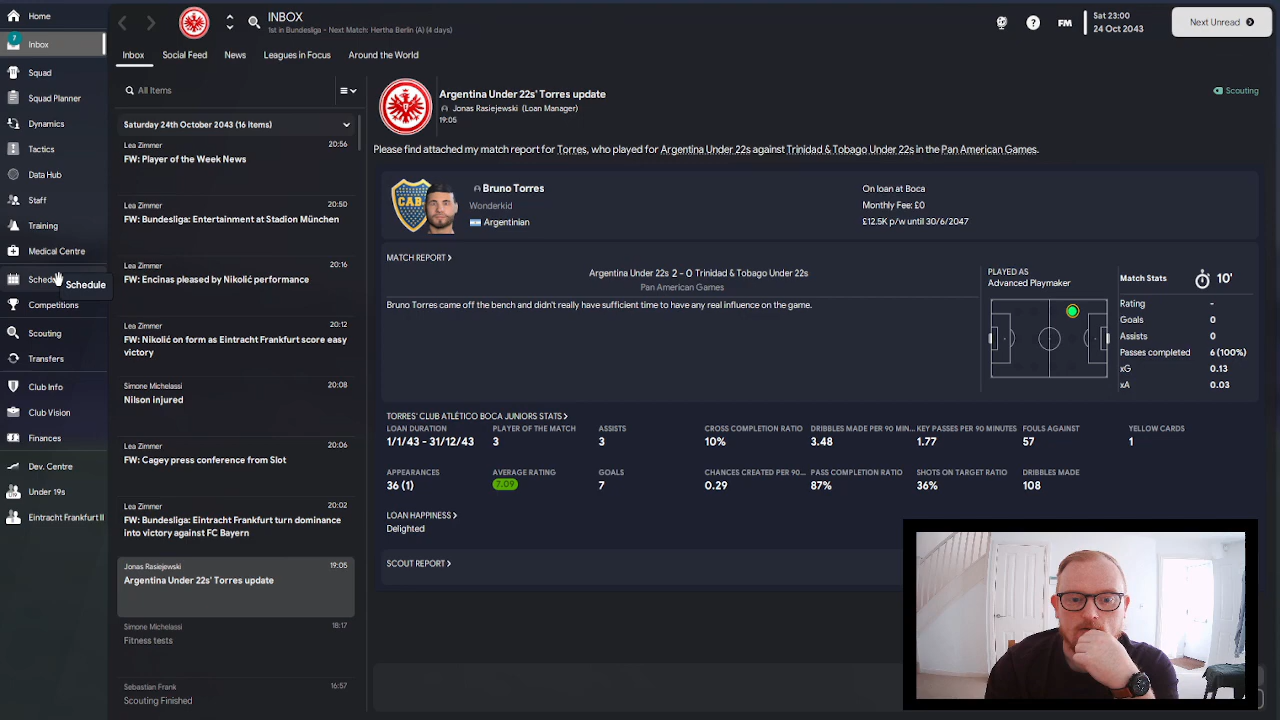 Home
7
Inbox
Squad
Squad Planner
Dynamics
Tactics
Data Hub
Staff
Training
Medical Centre
Schedule
Competitions
Scouting
Transfers
Club Info
Club Vision
Finances
Dev. Centre
U19
Under 19s
Eintracht Frankfurt II
INBOX
1st in Bundesliga - Next Match: Hertha Berlin (A) (4 days)
?
FM
Sat 23:00
24 Oct 2043
Next Unread
Inbox
Social Feed
News
Leagues in Focus
Around the World
All Items
Saturday 24th October 2043 (16 items)
Lea Zimmer
20:56
FW: Player of the Week News
Lea Zimmer
20:50
FW: Bundesliga: Entertainment at Stadion München
Lea Zimmer
20:16
FW: Encinas pleased by Nikolić performance
Lea Zimmer
20:12
FW: Nikolić on form as Eintracht Frankfurt score easy
victory
Simone Michelassi
20:08
Nilson injured
Lea Zimmer
20:06
FW: Cagey press conference from Slot
Lea Zimmer
20:02
FW: Bundesliga: Eintracht Frankfurt turn dominance
into victory against FC Bayern
Jonas Rasiejewski
19:05
Argentina Under 22s' Torres update
Simone Michelassi
18:17
Fitness tests
Sebastian Frank
16:57
Scouting Finished
Argentina Under 22s' Torres update
Jonas Rasiejewski (Loan Manager)
19:05
Scouting
Please find attached my match report for Torres, who played for Argentina Under 22s against Trinidad & Tobago Under 22s in the Pan American Games.
CAB
Bruno Torres
Wonderkid
Argentinian
On loan at Boca
Monthly Fee: £0
£12.5K p/w until 30/6/2047
MATCH REPORT
Argentina Under 22s 2 - 0 Trinidad & Tobago Under 22s
Pan American Games
Bruno Torres came off the bench and didn't really have sufficient time to have any real influence on the game.
PLAYED AS
Advanced Playmaker
Match Stats
10'
Rating
-
Goals
0
Assists
0
Passes completed
6 (100%)
xG
0.13
xA
0.03
TORRES' CLUB ATLÉTICO BOCA JUNIORS STATS
LOAN DURATION
1/1/43 - 31/12/43
PLAYER OF THE MATCH
3
ASSISTS
3
CROSS COMPLETION RATIO
10%
DRIBBLES MADE PER 90 MIN...
3.48
KEY PASSES PER 90 MINUTES
1.77
FOULS AGAINST
57
YELLOW CARDS
1
APPEARANCES
36 (1)
AVERAGE RATING
7.09
GOALS
7
CHANCES CREATED PER 90...
0.29
PASS COMPLETION RATIO
87%
SHOTS ON TARGET RATIO
36%
DRIBBLES MADE
108
LOAN HAPPINESS
Delighted
SCOUT REPORT